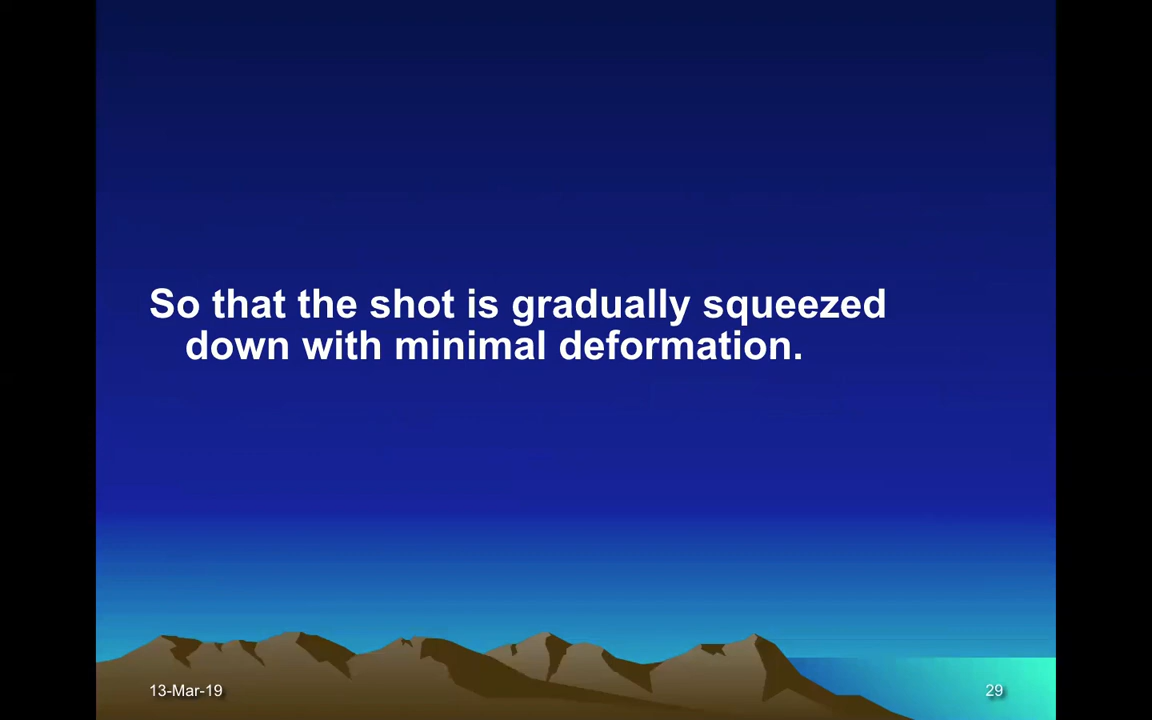 So that the shot is gradually squeezed
down with minimal deformation.
13-Mar-19
29